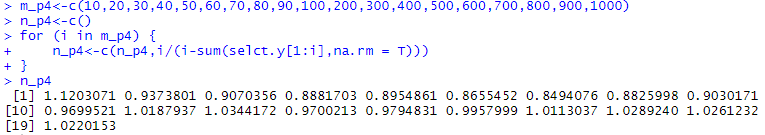 > m_p4<-c(10,20,30,40,50,60,70,80,90,100,200,300,400,500,600,700,800,900,1000)
> n_p4<-c()
> for (i in m_p4) {
+     n_p4<-c(n_p4,i/(i-sum(selct.y[1:i],na.rm = T)))
+ }
> n_p4
[1] 1.1203071 0.9373801 0.9070356 0.8881703 0.8954861 0.8655452 0.8494076 0.8825998 0.9030171
[10] 0.9699521 1.0187937 1.0344172 0.9700213 0.9794831 0.9957999 1.0113037 1.0289240 1.0261232
[19] 1.0220153